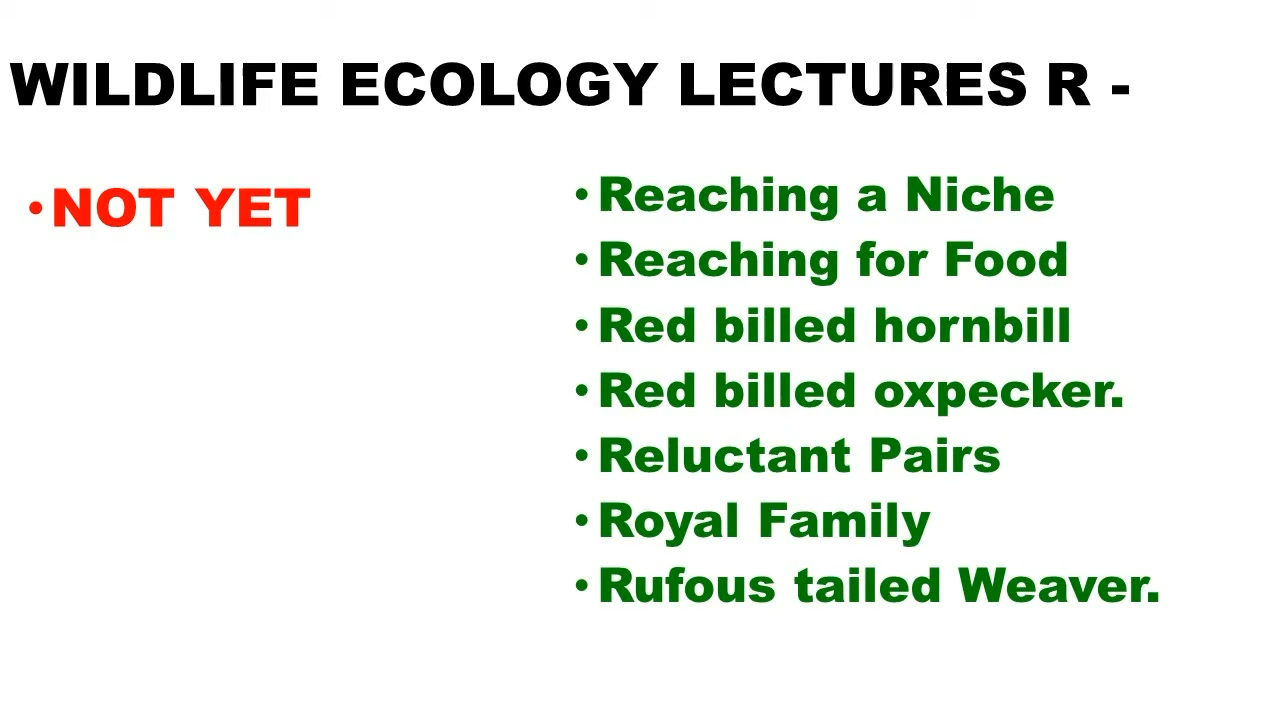 WILDLIFE ECOLOGY LECTURES R -
•NOT YET
•Reaching a Niche
•Reaching for Food
•Red billed hornbill
•Red billed oxpecker.
•Reluctant Pairs
•Royal Family
•Rufous tailed Weaver.